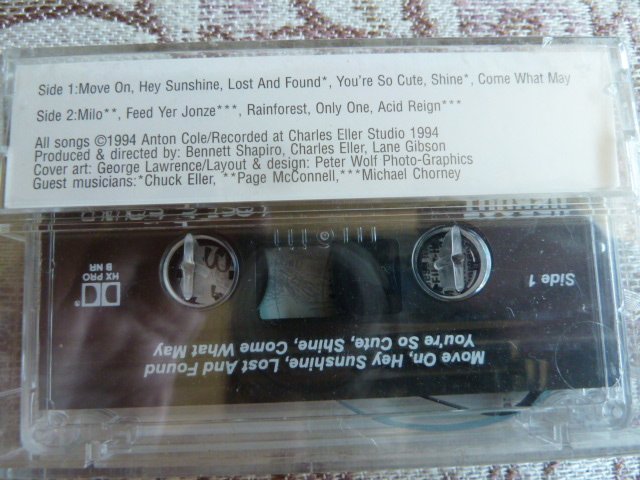 Side 1:Move On, Hey Sunshine, Lost And Found*, You're So Cute, Shine*, Come What May
Side 2:Milo**, Feed Yer Jonze***, Rainforest, Only One, Acid Reign***
All songs ©1994 Anton Cole/Recorded at Charles Eller Studio 1994
Produced & directed by: Bennett Shapiro, Charles Eller, Lane Gibson
Cover art: George Lawrence/Layout & design: Peter Wolf Photo-Graphics
Guest musicians:*Chuck Eller, **Page McConnell,***Michael Chorney
Side 1
HX PRO
B NR
Move On, Hey Sunshine, Lost And Found
You're So Cute, Shine, Come What May